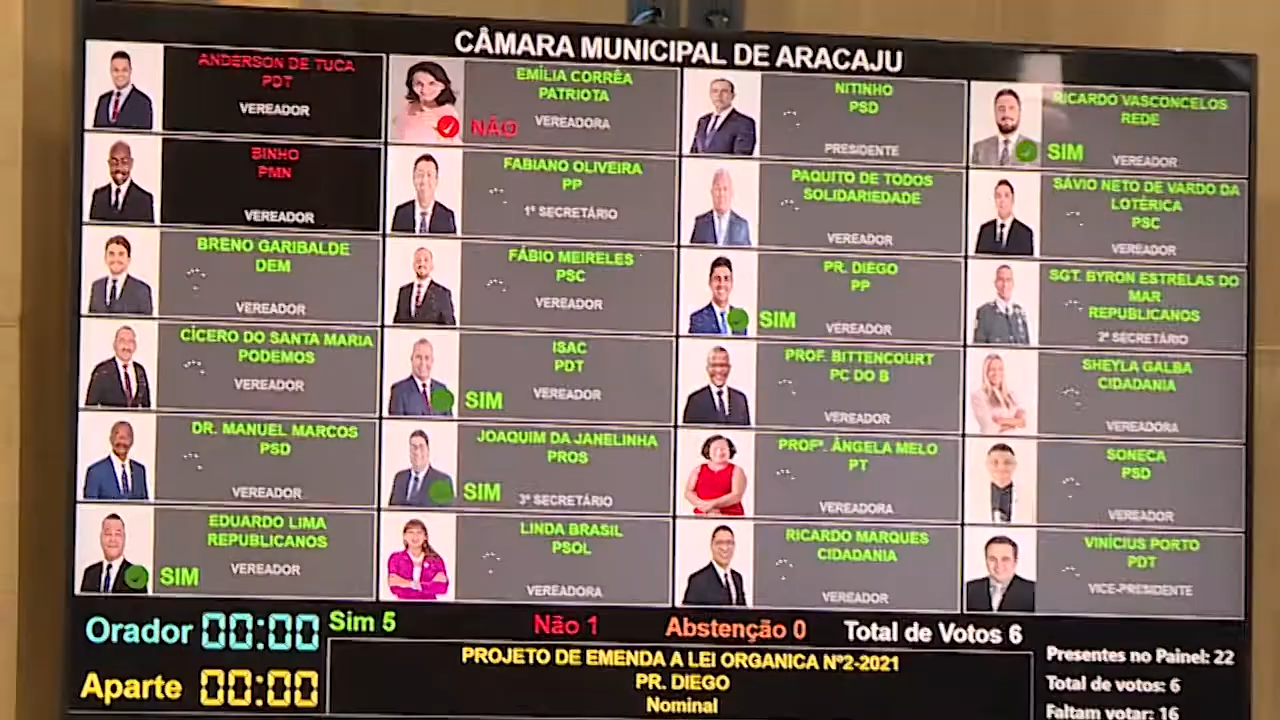 CÂMARA MUNICIPAL DE ARACAJU
ANDERSON DE TUCA
PDT
VEREADOR
EMÍLIA CORRÊA
PATRIOTA
NÃO VEREADORA
NITINHO
PSD
PRESIDENTE
RICARDO VASCONCELOS
REDE
SIM VEREADOR
BINHO
PMN
VEREADOR
FABIANO OLIVEIRA
PP
1º SECRETÁRIO
PAQUITO DE TODOS
SOLIDARIEDADE
VEREADOR
SÁVIO NETO DE VARDO DA
LOTÉRICA
PSC
VEREADOR
BRENO GARIBALDE
DEM
VEREADOR
FÁBIO MEIRELES
PSC
VEREADOR
PR. DIEGO
PP
SIM VEREADOR
SGT. BYRON ESTRELAS DO
MAR
REPUBLICANOS
2º SECRETÁRIO
CÍCERO DO SANTA MARIA
PODEMOS
VEREADOR
ISAC
PDT
SIM VEREADOR
PROF. BITTENCOURT
PC DO B
VEREADOR
SHEYLA GALBA
CIDADANIA
VEREADORA
DR. MANUEL MARCOS
PSD
VEREADOR
JOAQUIM DA JANELINHA
PROS
SIM 3º SECRETÁRIO
PROFª. ÂNGELA MELO
PT
VEREADORA
SONECA
PSD
VEREADOR
EDUARDO LIMA
REPUBLICANOS
SIM VEREADOR
LINDA BRASIL
PSOL
VEREADORA
RICARDO MARQUES
CIDADANIA
VEREADOR
VINÍCIUS PORTO
PDT
VICE-PRESIDENTE
Orador 00:00
Sim 5 Não 1 Abstenção 0 Total de Votos 6
Aparte 00:00
PROJETO DE EMENDA A LEI ORGANICA Nº2-2021
PR. DIEGO
Nominal
Presentes no Painel: 22
Total de votos: 6
Faltam votar: 16